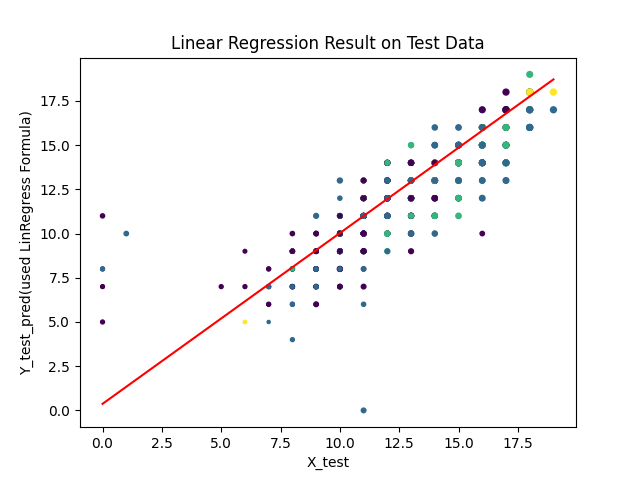 Linear Regression Result on Test Data
Y_test_pred(used LinRegress Formula)
17.5
15.0
12.5
10.0
7.5
5.0
2.5
0.0
0.0 2.5 5.0 7.5 10.0 12.5 15.0 17.5
X_test